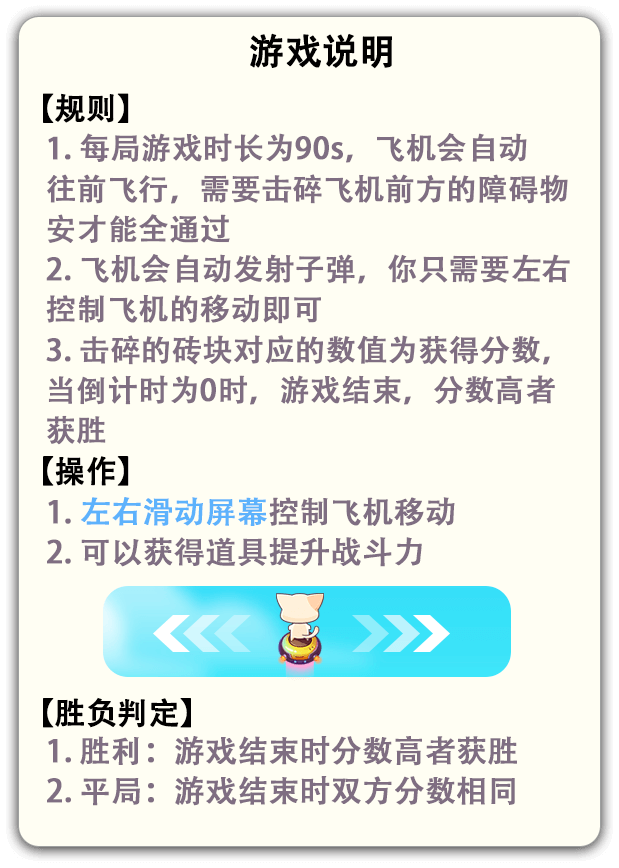 游戏说明
【规则】
1. 每局游戏时长为90s，飞机会自动
往前飞行，需要击碎飞机前方的障碍物
安才能全通过
2. 飞机会自动发射子弹，你只需要左右
控制飞机的移动即可
3. 击碎的砖块对应的数值为获得分数，
当倒计时为0时，游戏结束，分数高者
获胜
【操作】
1. 左右滑动屏幕控制飞机移动
2. 可以获得道具提升战斗力
【胜负判定】
1. 胜利：游戏结束时分数高者获胜
2. 平局：游戏结束时双方分数相同